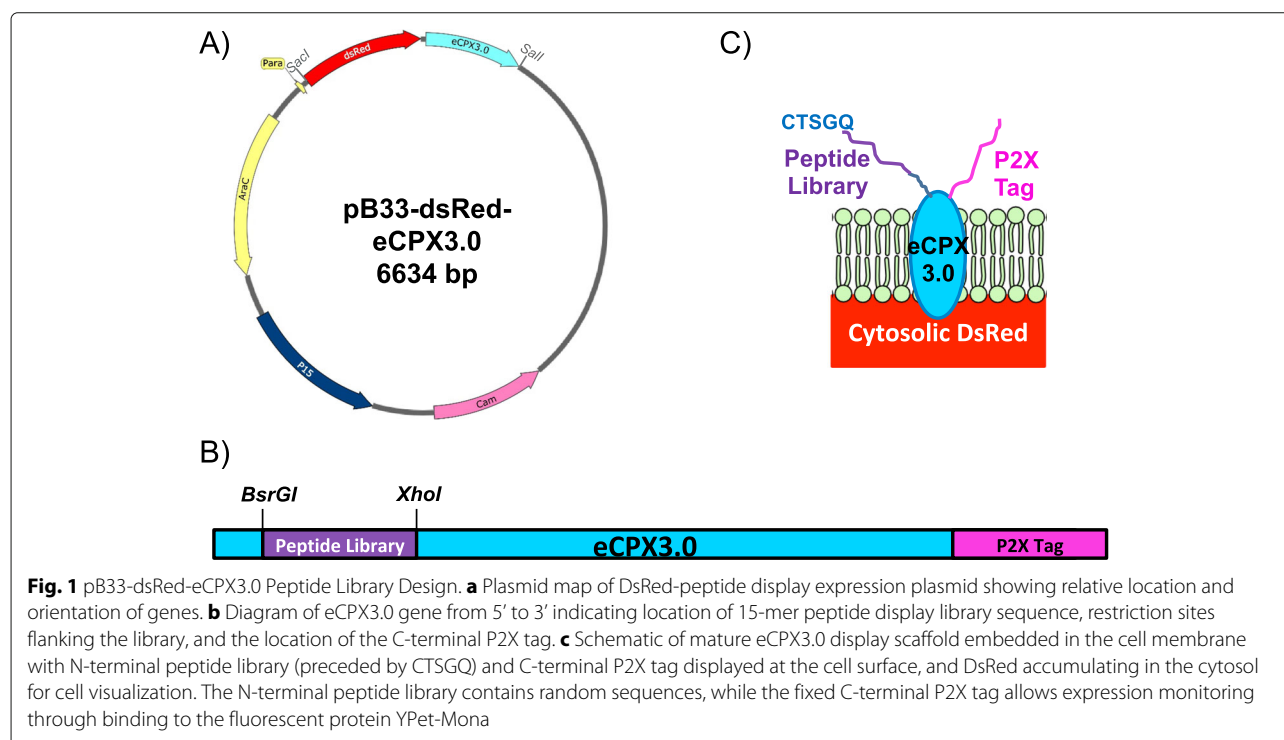 A)
Para
SacI
dsRed
eCPX3.0
SalI
AraC
P15
Cam
pB33-dsRed-
eCPX3.0
6634 bp
C)
CTSGQ
Peptide
Library
P2X
Tag
eCPX
3.0
Cytosolic DsRed
B)
BsrGI
XhoI
Peptide Library
eCPX3.0
P2X Tag
Fig. 1 pB33-dsRed-eCPX3.0 Peptide Library Design. a Plasmid map of DsRed-peptide display expression plasmid showing relative location and
orientation of genes. b Diagram of eCPX3.0 gene from 5′ to 3′ indicating location of 15-mer peptide display library sequence, restriction sites
flanking the library, and the location of the C-terminal P2X tag. c Schematic of mature eCPX3.0 display scaffold embedded in the cell membrane
with N-terminal peptide library (preceded by CTSGQ) and C-terminal P2X tag displayed at the cell surface, and DsRed accumulating in the cytosol
for cell visualization. The N-terminal peptide library contains random sequences, while the fixed C-terminal P2X tag allows expression monitoring
through binding to the fluorescent protein YPet-Mona